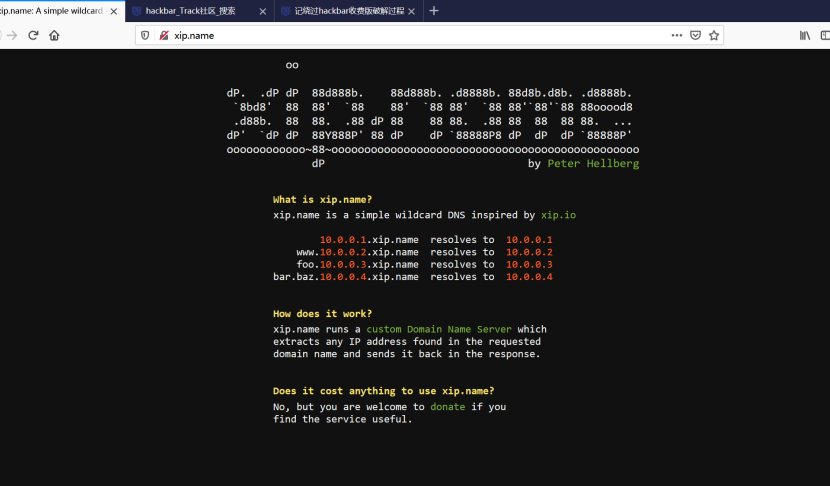 xip.name: A simple wildcard
hackbar_Track社区_搜索
记绕过hackbar收费版破解过程
xip.name
oo
dP.  .dP dP  88d888b.    88d888b. .d8888b. 88d8b.d8b. .d8888b.
`8bd8'  88  88'  `88    88'  `88 88'  `88 88'`88'`88 88ooood8
.d88b.  88  88.  .88 dP 88    88 88.  .88 88  88  88 88.  ...
dP'  `dP dP  88Y888P' 88 dP    dP `88888P8 dP  dP  dP `88888P'
oooooooooooo~88~ooooooooooooooooooooooooooooooooooooooooooooooo
dP by Peter Hellberg
What is xip.name?
xip.name is a simple wildcard DNS inspired by xip.io
10.0.0.1.xip.name resolves to 10.0.0.1
www.10.0.0.2.xip.name resolves to 10.0.0.2
foo.10.0.0.3.xip.name resolves to 10.0.0.3
bar.baz.10.0.0.4.xip.name resolves to 10.0.0.4
How does it work?
xip.name runs a custom Domain Name Server which
extracts any IP address found in the requested
domain name and sends it back in the response.
Does it cost anything to use xip.name?
No, but you are welcome to donate if you
find the service useful.